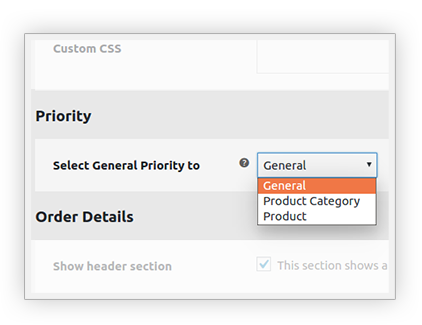 Custom CSS
Priority
Select General Priority to ? General
General
Product Category
Product
Order Details
Show header section This section shows a